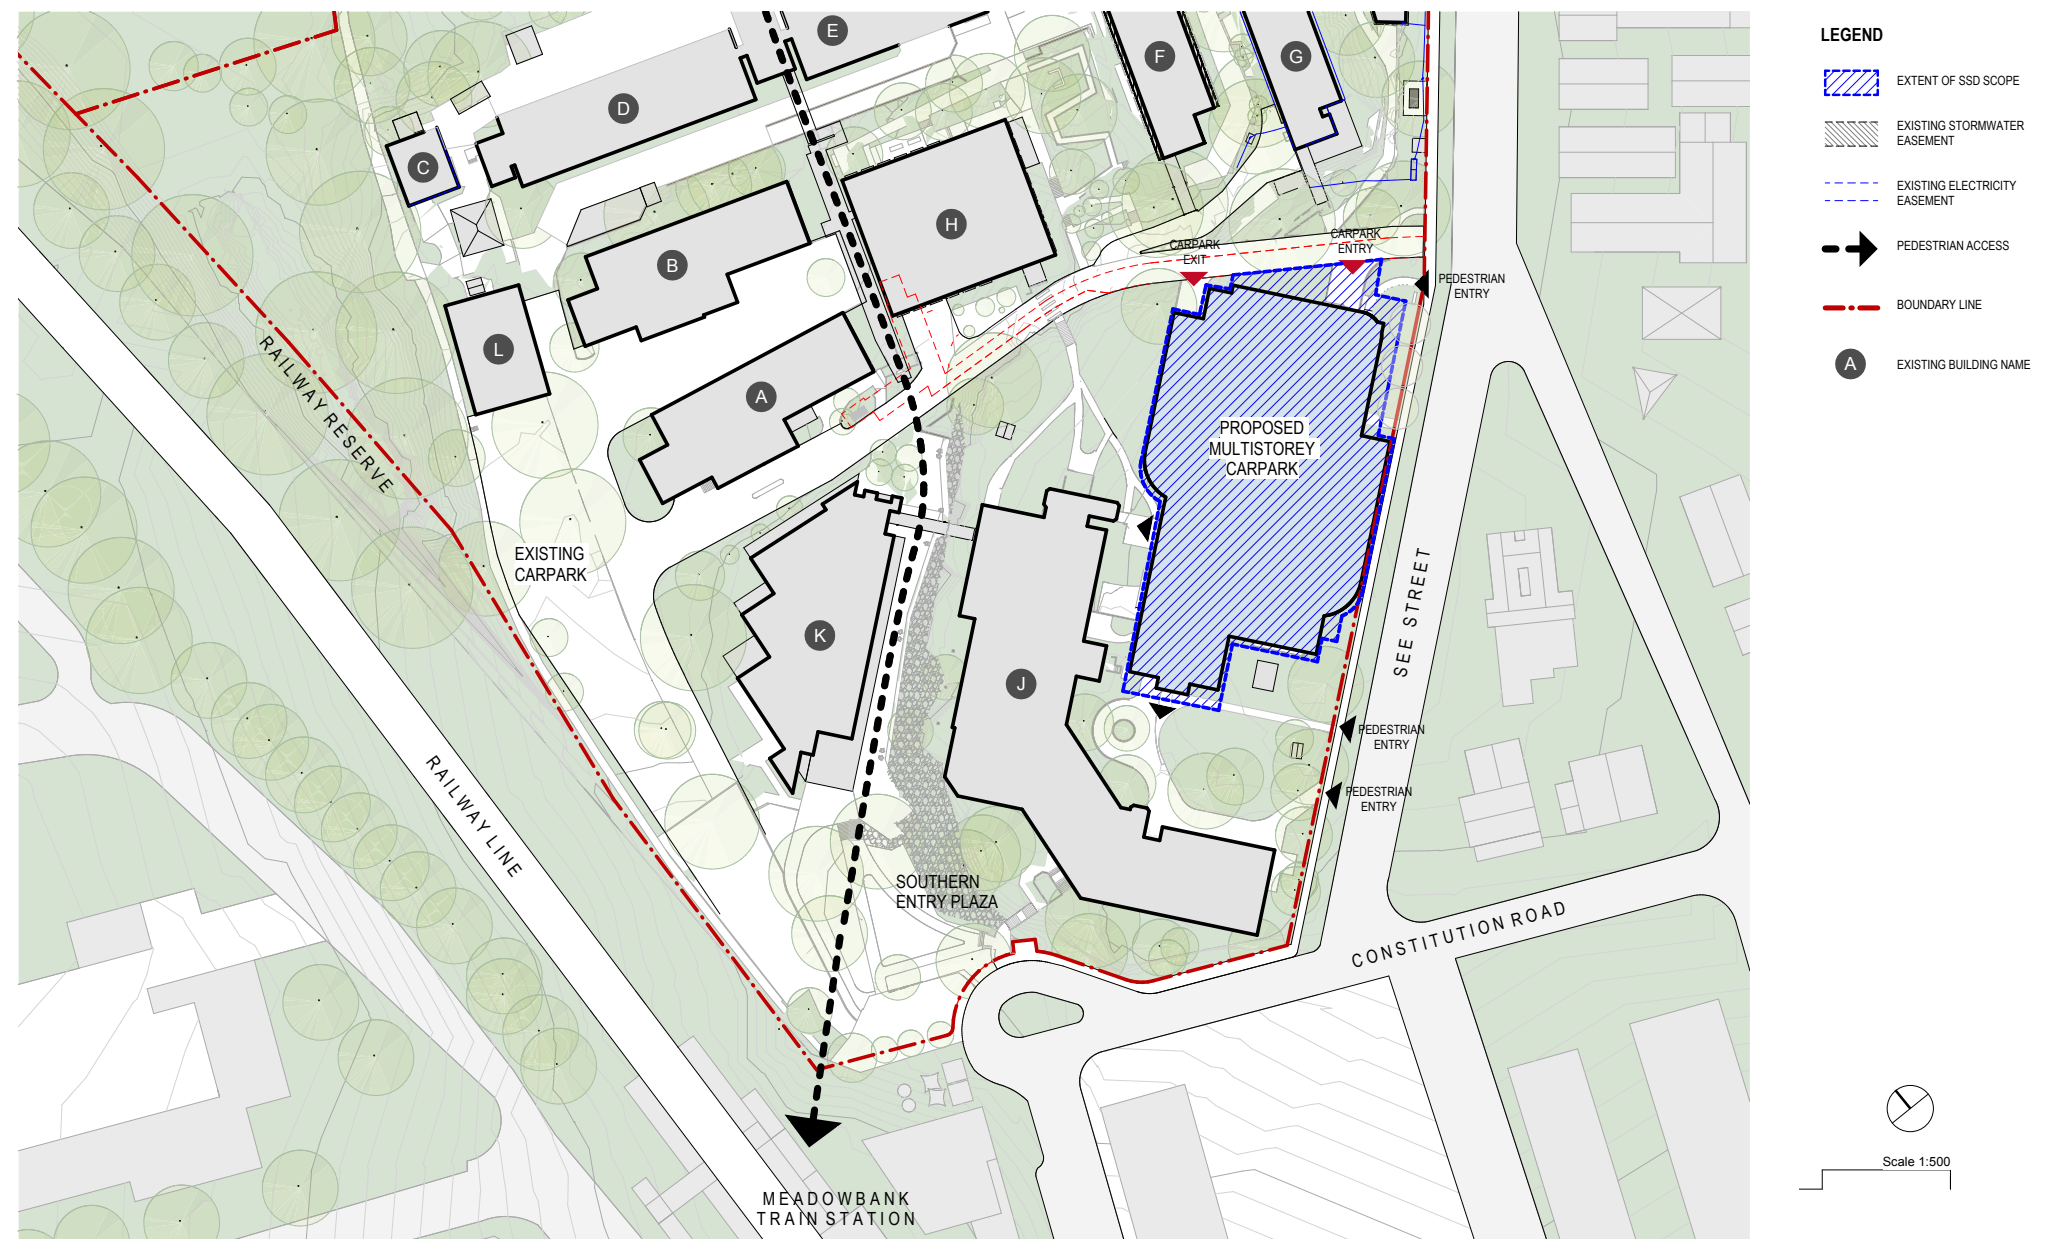 LEGEND
EXTENT OF SSD SCOPE
EXISTING STORMWATER
EASEMENT
EXISTING ELECTRICITY
EASEMENT
PEDESTRIAN ACCESS
BOUNDARY LINE
A
EXISTING BUILDING NAME
E
F
G
D
C
H
B
L
A
K
J
CARPARK
EXIT
CARPARK
ENTRY
PEDESTRIAN
ENTRY
PROPOSED
MULTISTOREY
CARPARK
RAILWAY RESERVE
EXISTING
CARPARK
SEE STREET
PEDESTRIAN
ENTRY
PEDESTRIAN
ENTRY
RAILWAY LINE
SOUTHERN
ENTRY PLAZA
CONSTITUTION ROAD
MEADOWBANK
TRAIN STATION
Scale 1:500